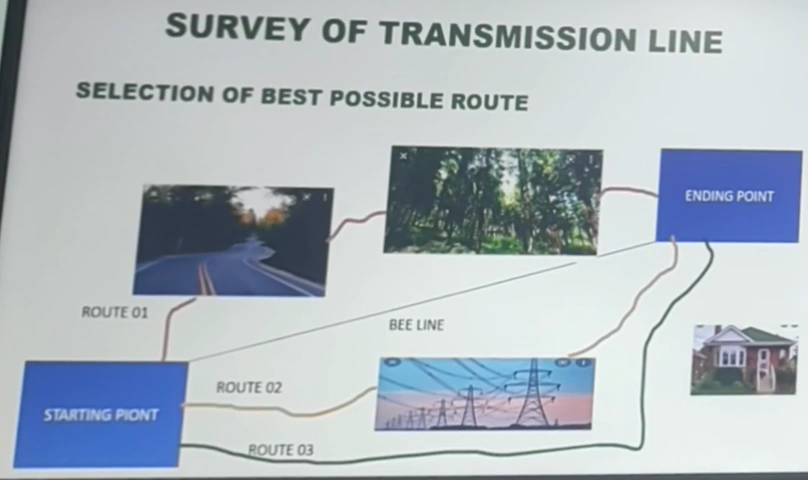 SURVEY OF TRANSMISSION LINE
SELECTION OF BEST POSSIBLE ROUTE
ENDING POINT
ROUTE 01
BEE LINE
ROUTE 02
STARTING PIONT
ROUTE 03